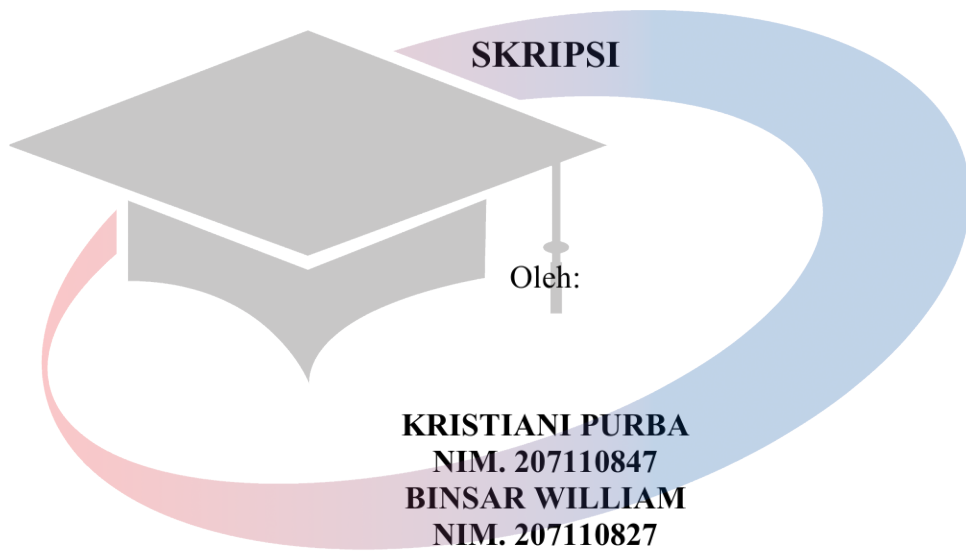 SKRIPSI
Oleh:
KRISTIANI PURBA
NIM. 207110847
BINSAR WILLIAM
NIM. 207110827